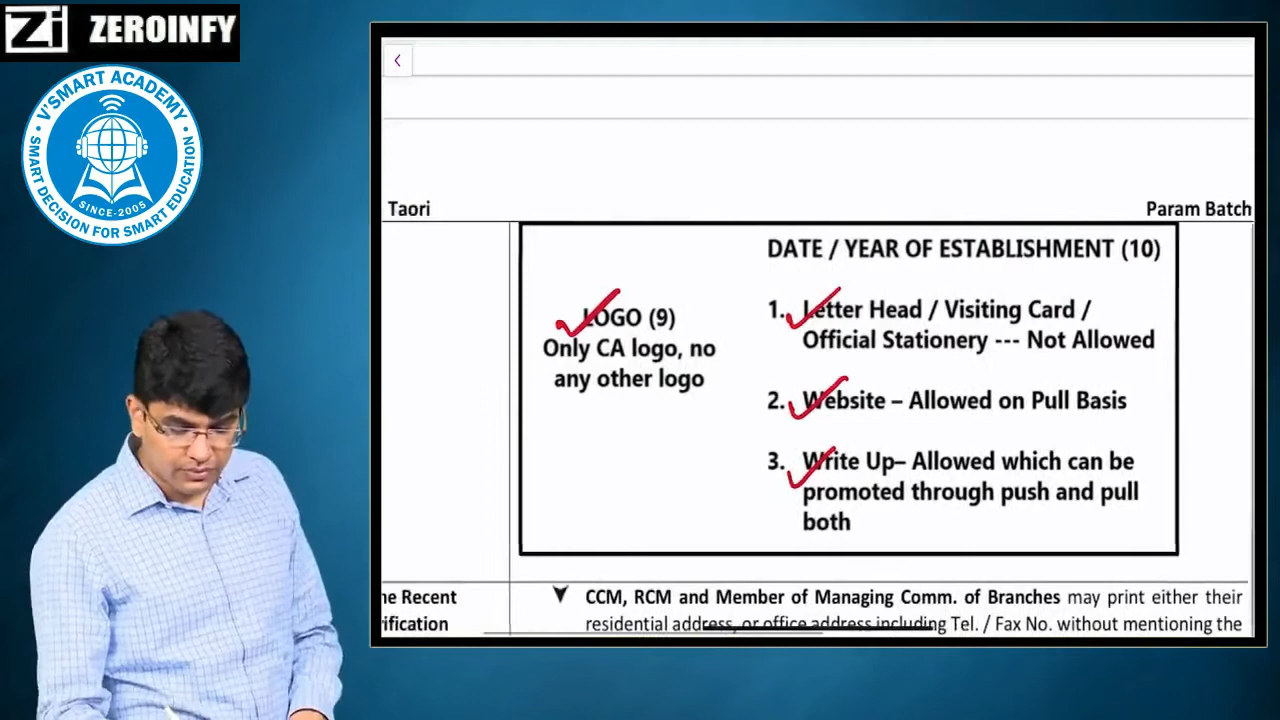 Zi ZEROINFY
V'SMART ACADEMY
SMART DECISION FOR SMART EDUCATION
SINCE-2005
Taori
Param Batch
LOGO (9)
Only CA logo, no
any other logo
DATE / YEAR OF ESTABLISHMENT (10)
1. Letter Head / Visiting Card /
Official Stationery --- Not Allowed
2. Website – Allowed on Pull Basis
3. Write Up– Allowed which can be
promoted through push and pull
both
he Recent
rification
CCM, RCM and Member of Managing Comm. of Branches may print either their
residential address, or office address including Tel. / Fax No. without mentioning the